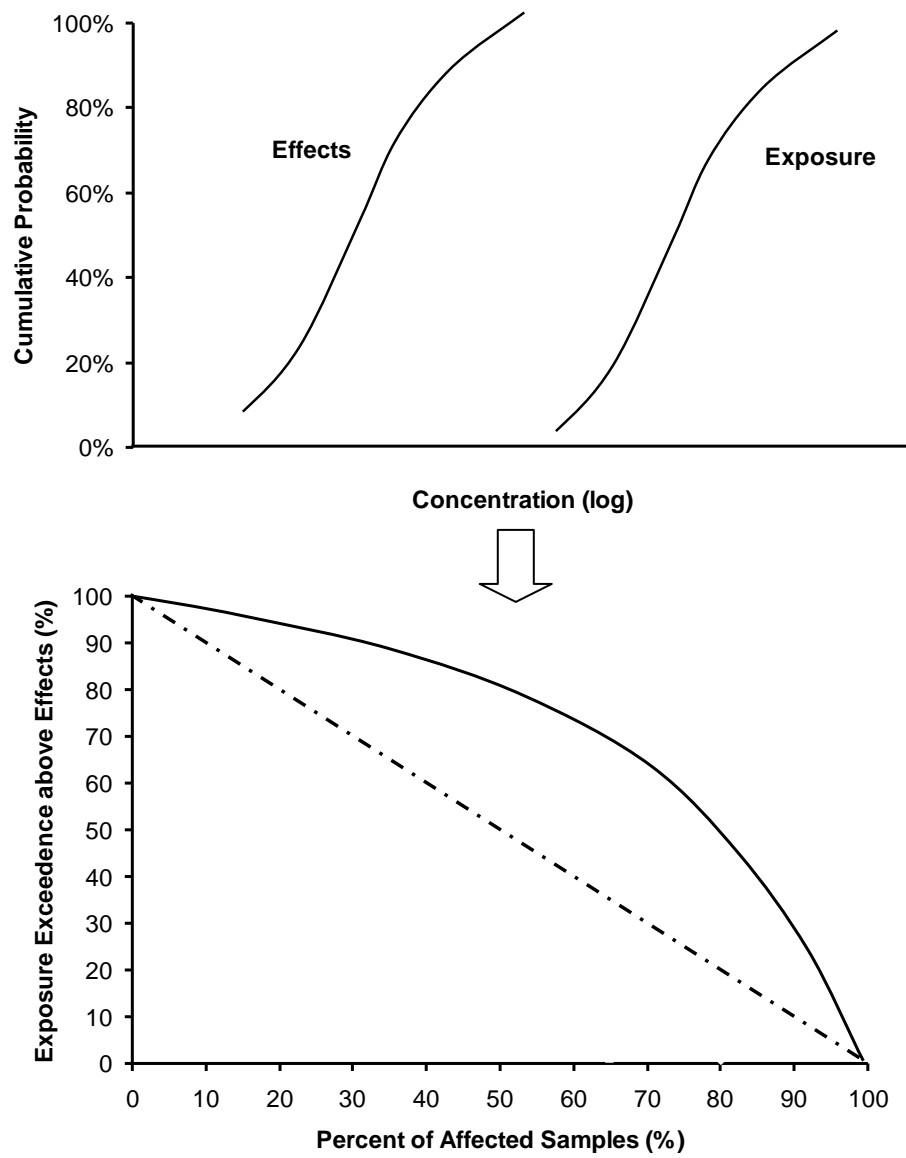 100%
80%
60%
40%
20%
0%
Cumulative Probability
Effects
Exposure
Concentration (log)
100
90
80
70
60
50
40
30
20
10
0
Exposure Exceedence above Effects (%)
0 10 20 30 40 50 60 70 80 90 100
Percent of Affected Samples (%)